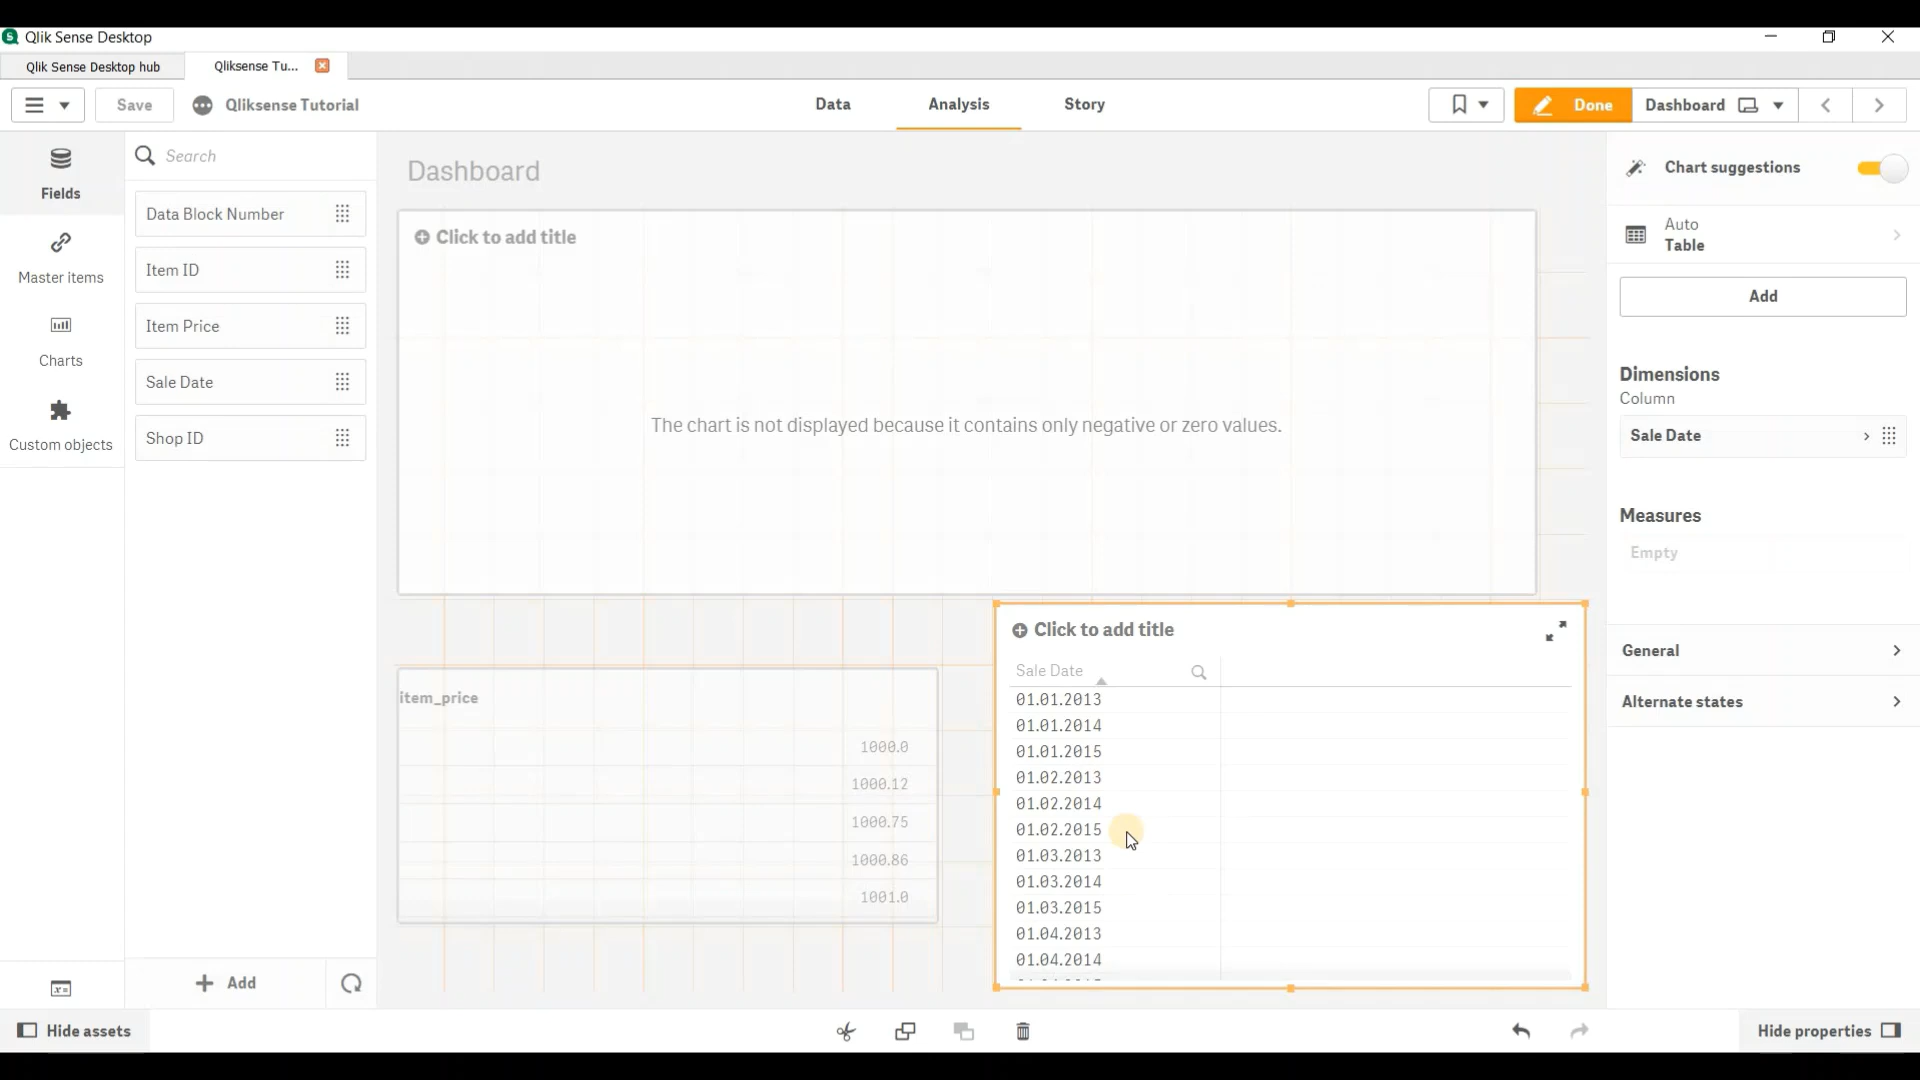 Qlik Sense Desktop
Qlik Sense Desktop hub
Qliksense Tu...
Save
Qliksense Tutorial
Data
Analysis
Story
Done
Dashboard
Fields
Master items
Charts
Custom objects
Search
Data Block Number
Item ID
Item Price
Sale Date
Shop ID
Add
Hide assets
Dashboard
Click to add title
The chart is not displayed because it contains only negative or zero values.
item_price
1000.0
1000.12
1000.75
1000.86
1001.0
Click to add title
Sale Date
01.01.2013
01.01.2014
01.01.2015
01.02.2013
01.02.2014
01.02.2015
01.03.2013
01.03.2014
01.03.2015
01.04.2013
01.04.2014
Chart suggestions
Auto
Table
Add
Dimensions
Column
Sale Date
Measures
Empty
General
Alternate states
Hide properties